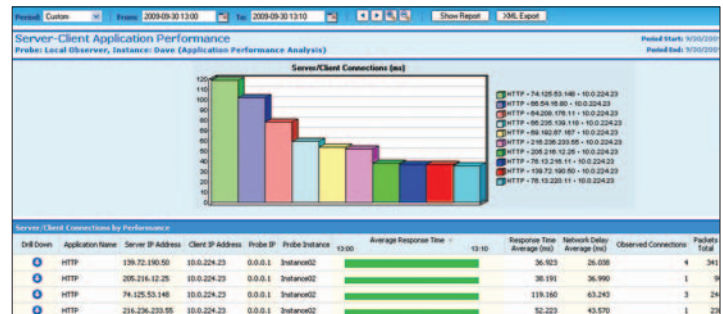 Period: Custom From: 2009-09-30 13:00 To: 2009-09-30 13:10 Show Report XML Export
Server-Client Application Performance
Period Start: 9/30/200
Probe: Local Observer, Instance: Dave (Application Performance Analysis)
Period End: 9/30/200
Server/Client Connections (ms)
120
110
100
90
80
70
60
50
40
30
20
10
0
HTTP - 74.125.53.148 - 10.0.224.23
HTTP - 66.54.16.80 - 10.0.224.23
HTTP - 64.208.176.11 - 10.0.224.23
HTTP - 66.235.139.118 - 10.0.224.23
HTTP - 69.192.67.167 - 10.0.224.23
HTTP - 216.236.233.55 - 10.0.224.23
HTTP - 205.216.12.25 - 10.0.224.23
HTTP - 76.13.216.11 - 10.0.224.23
HTTP - 139.72.190.50 - 10.0.224.23
HTTP - 76.13.220.11 - 10.0.224.23
Server/Client Connections by Performance
Drill Down Application Name Server IP Address Client IP Address Probe IP Probe Instance 13:00 Average Response Time 13:10 Response Time Average (ms) Network Delay Average (ms) Observed Connections Packets Total
HTTP 139.72.190.50 10.0.224.23 0.0.0.1 Instance02 36.923 26.038 4 341
HTTP 205.216.12.25 10.0.224.23 0.0.0.1 Instance02 38.191 36.990 1
HTTP 74.125.53.148 10.0.224.23 0.0.0.1 Instance02 119.160 63.243 3 24
HTTP 216.236.233.55 10.0.224.23 0.0.0.1 Instance02 52.223 43.570 1 23